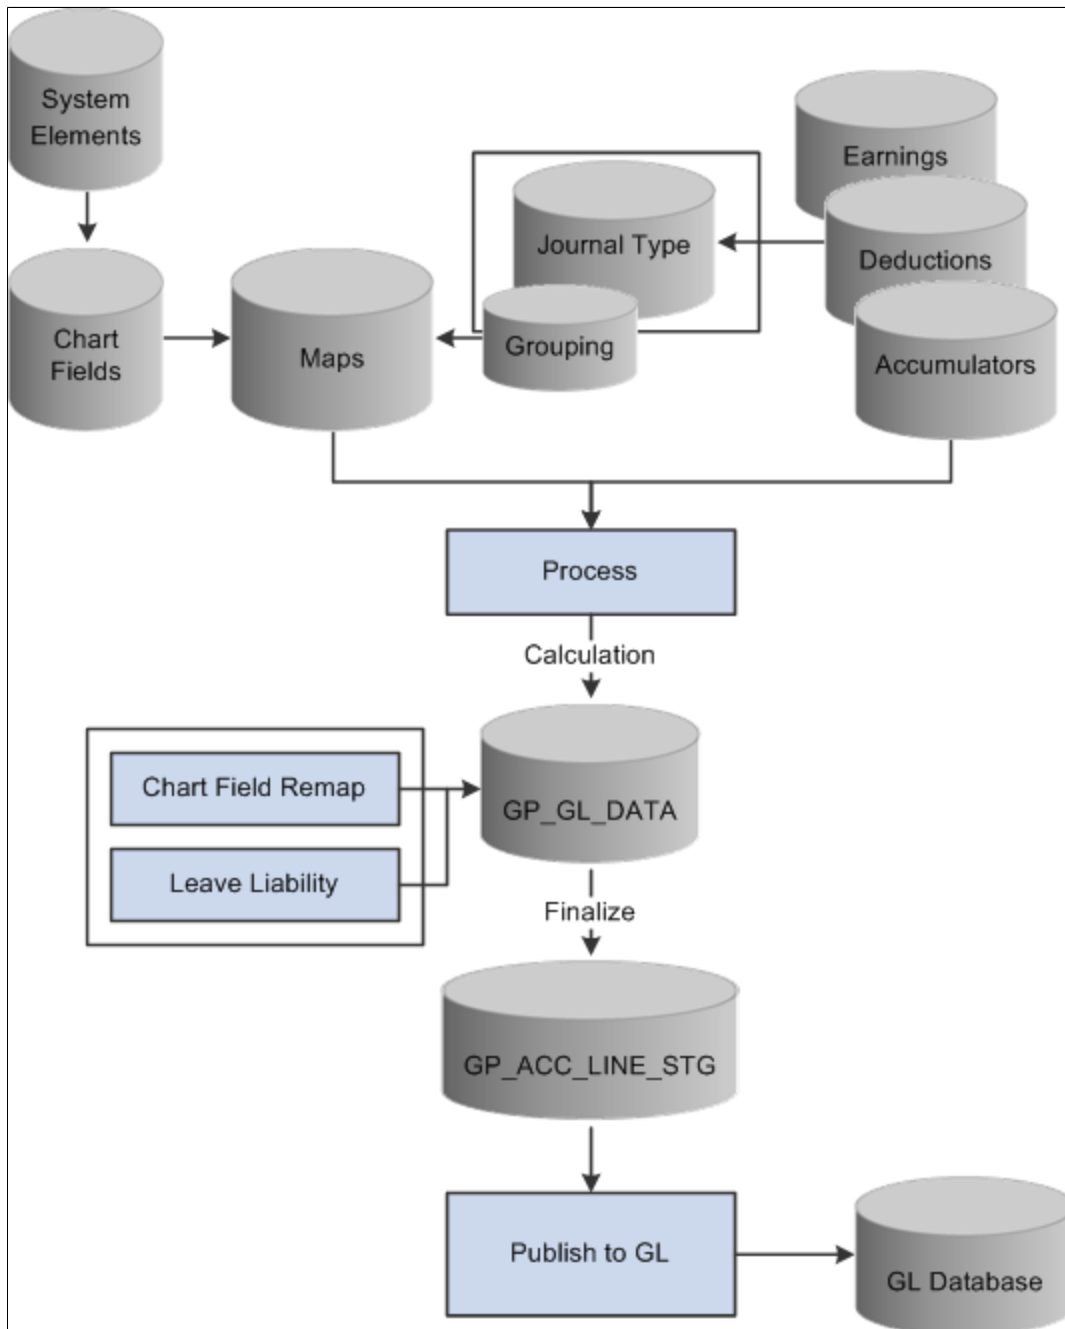 System
Elements
Earnings
Journal Type
Deductions
Chart
Fields
Maps
Grouping
Accumulators
Process
Calculation
Chart Field Remap
GP_GL_DATA
Leave Liability
Finalize
GP_ACC_LINE_STG
Publish to GL
GL Database